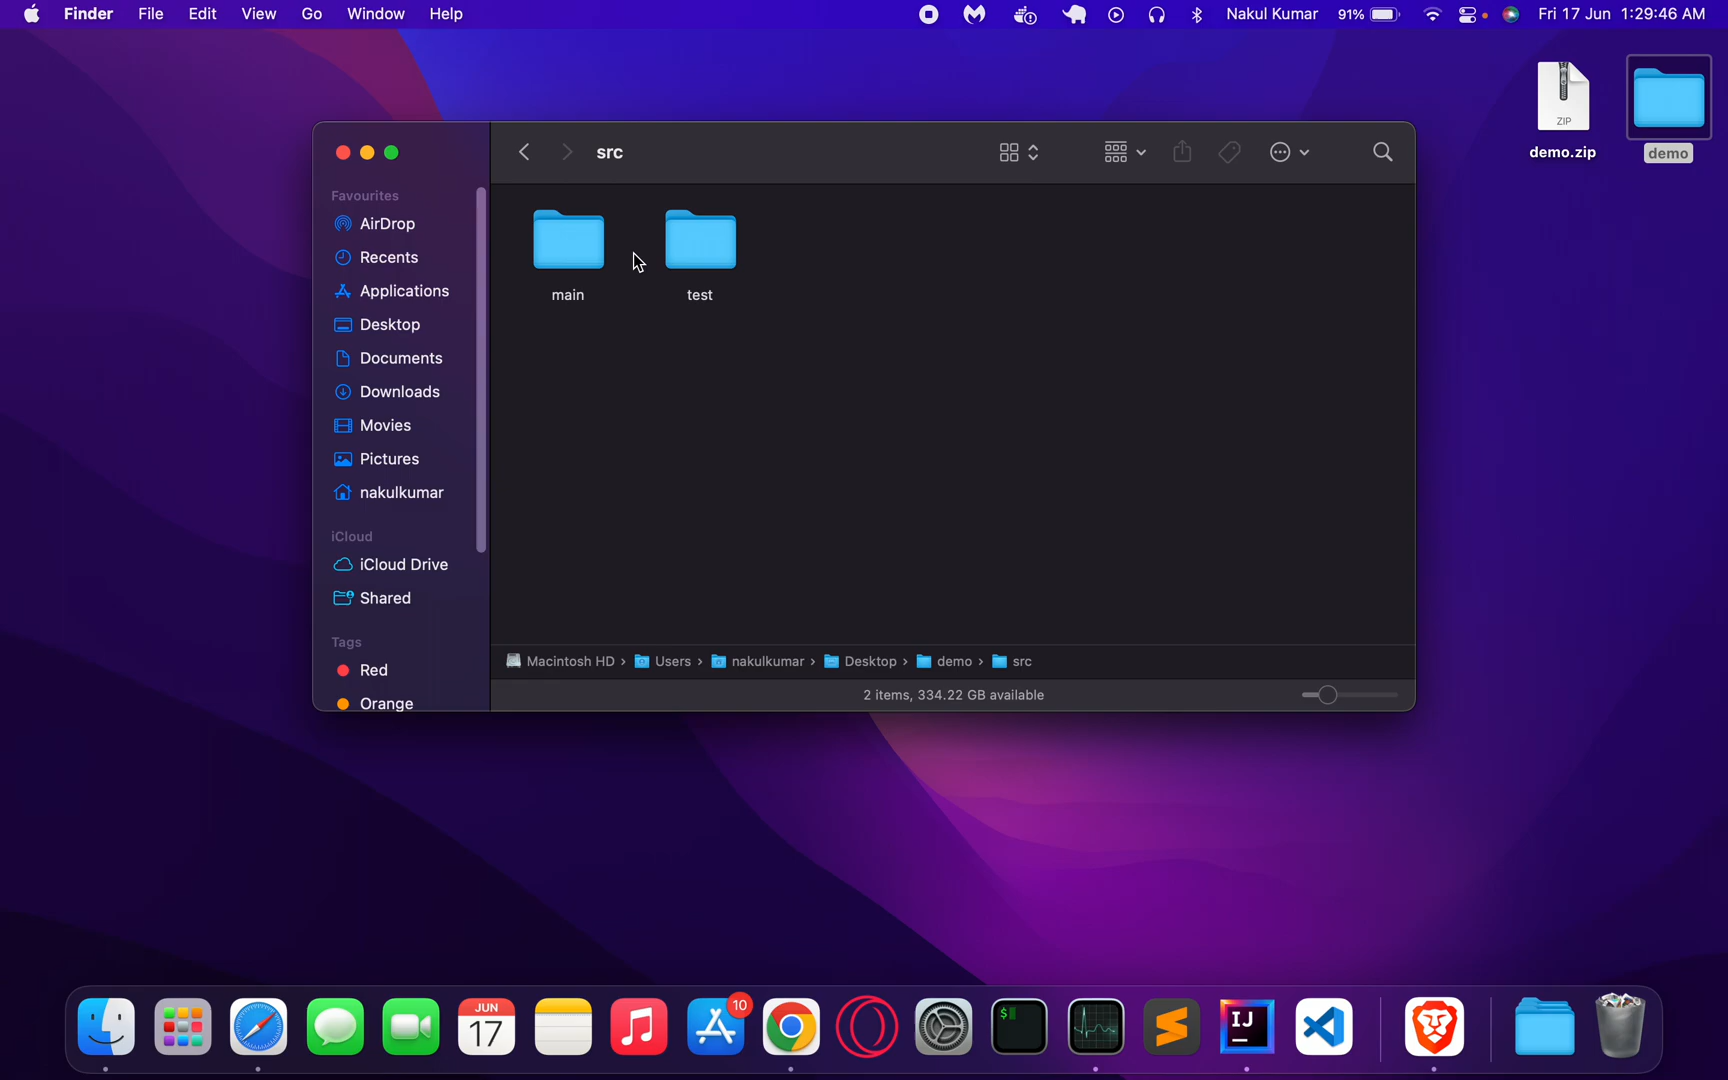 Finder File Edit View Go Window Help Nakul Kumar 91% Fri 17 Jun 1:29:46 AM
ZIP
demo.zip demo
src
Favourites
AirDrop
Recents
Applications
Desktop
Documents
Downloads
Movies
Pictures
nakulkumar
iCloud
iCloud Drive
Shared
Tags
Red
Orange
main test
Macintosh HD › Users › nakulkumar › Desktop › demo › src
2 items, 334.22 GB available
JUN
17
10
$
IJ